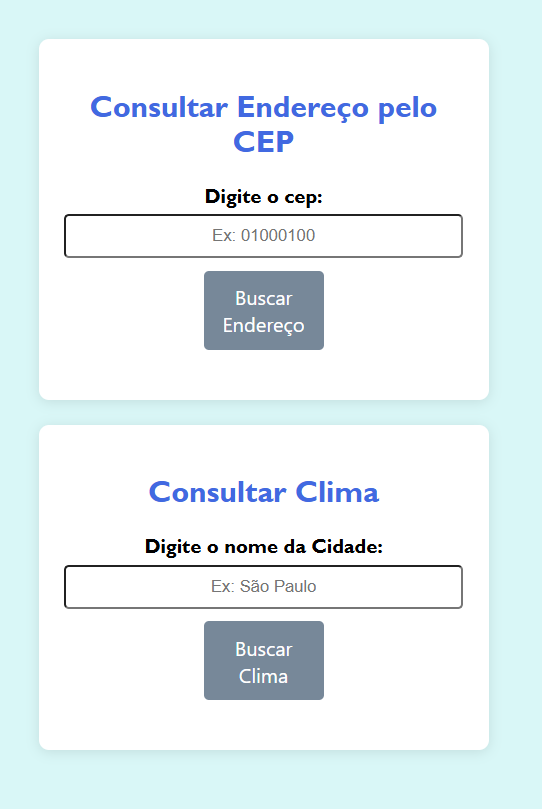 Consultar Endereço pelo
CEP
Digite o cep:
Ex: 01000100
Buscar
Endereço
Consultar Clima
Digite o nome da Cidade:
Ex: São Paulo
Buscar
Clima